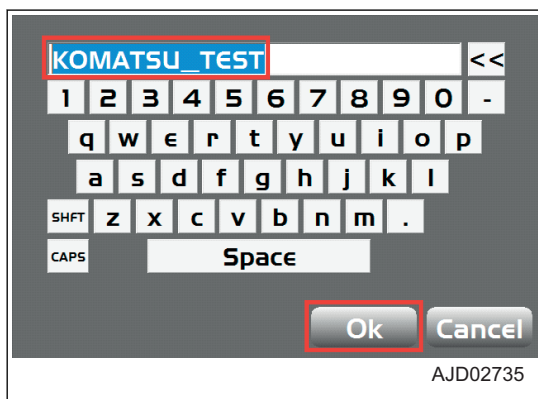 KOMATSU_TEST <<
1 2 3 4 5 6 7 8 9 0 -
q w e r t y u i o p
a s d f g h j k l
SHFT z x c v b n m .
CAPS Space
Ok Cancel
AJD02735